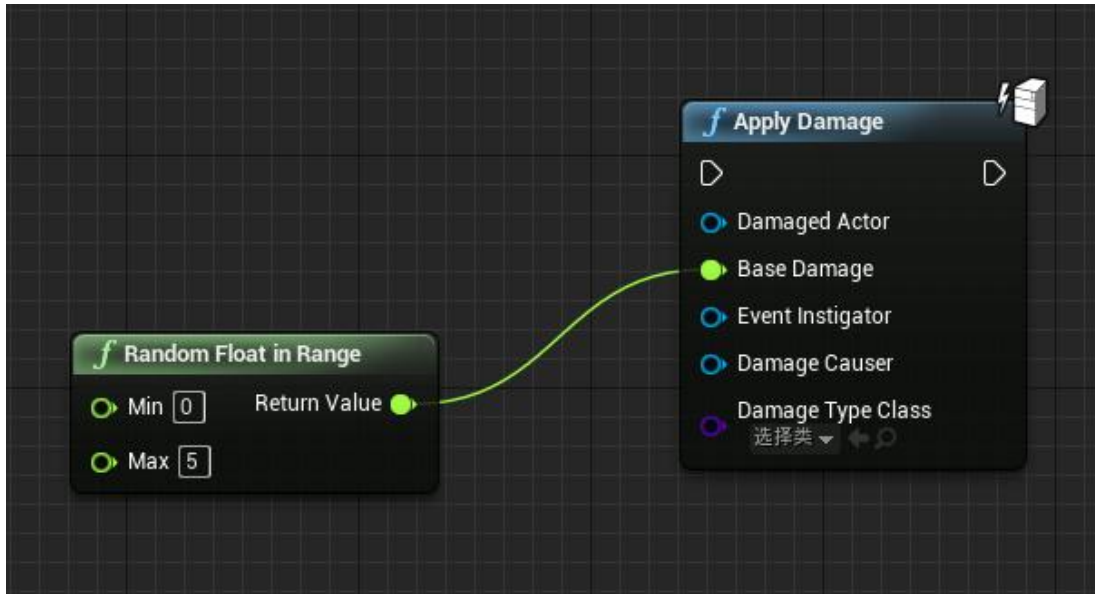 f Apply Damage
Damaged Actor
Base Damage
Event Instigator
Damage Causer
Damage Type Class
选择类
f Random Float in Range
Min 0 Return Value
Max 5